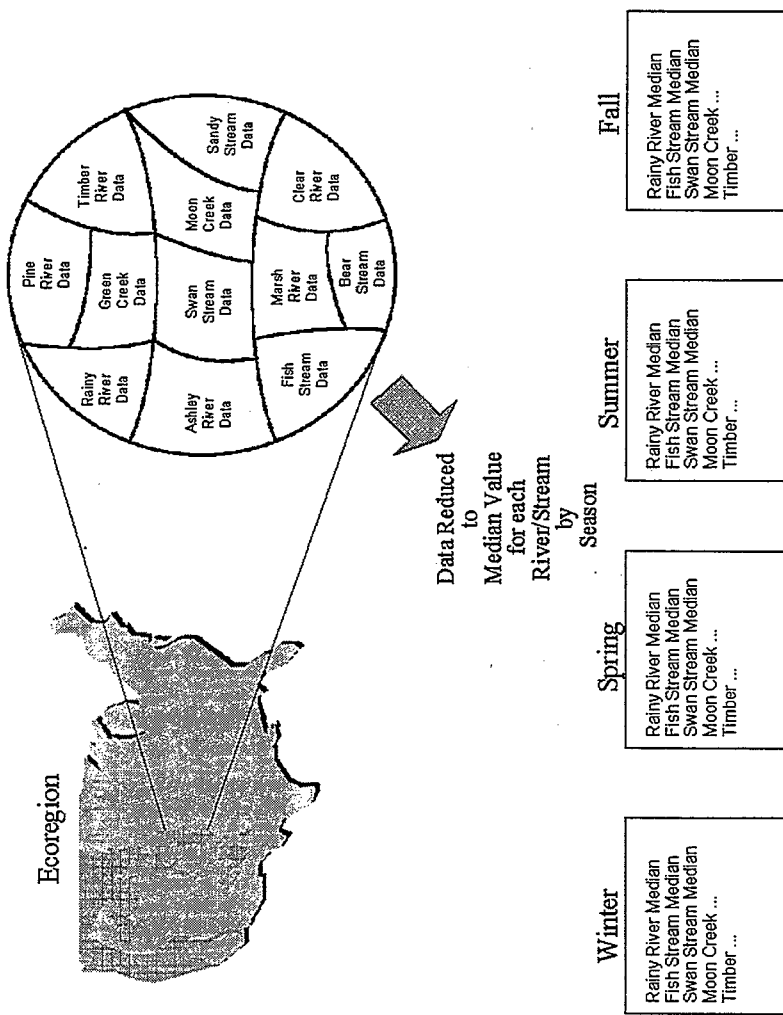 Ecoregion
Pine
River
Data
Rainy
River
Data
Green
Creek
Data
Timber
River
Data
Ashley
River
Data
Swan
Stream
Data
Moon
Creek
Data
Sandy
Stream
Data
Fish
Stream
Data
Marsh
River
Data
Bear
Stream
Data
Clear
River
Data
Data Reduced
to
Median Value
for each
River/Stream
by
Season
Winter
Rainy River Median
Fish Stream Median
Swan Stream Median
Moon Creek ...
Timber ...
Spring
Rainy River Median
Fish Stream Median
Swan Stream Median
Moon Creek ...
Timber ...
Summer
Rainy River Median
Fish Stream Median
Swan Stream Median
Moon Creek ...
Timber ...
Fall
Rainy River Median
Fish Stream Median
Swan Stream Median
Moon Creek ...
Timber ...